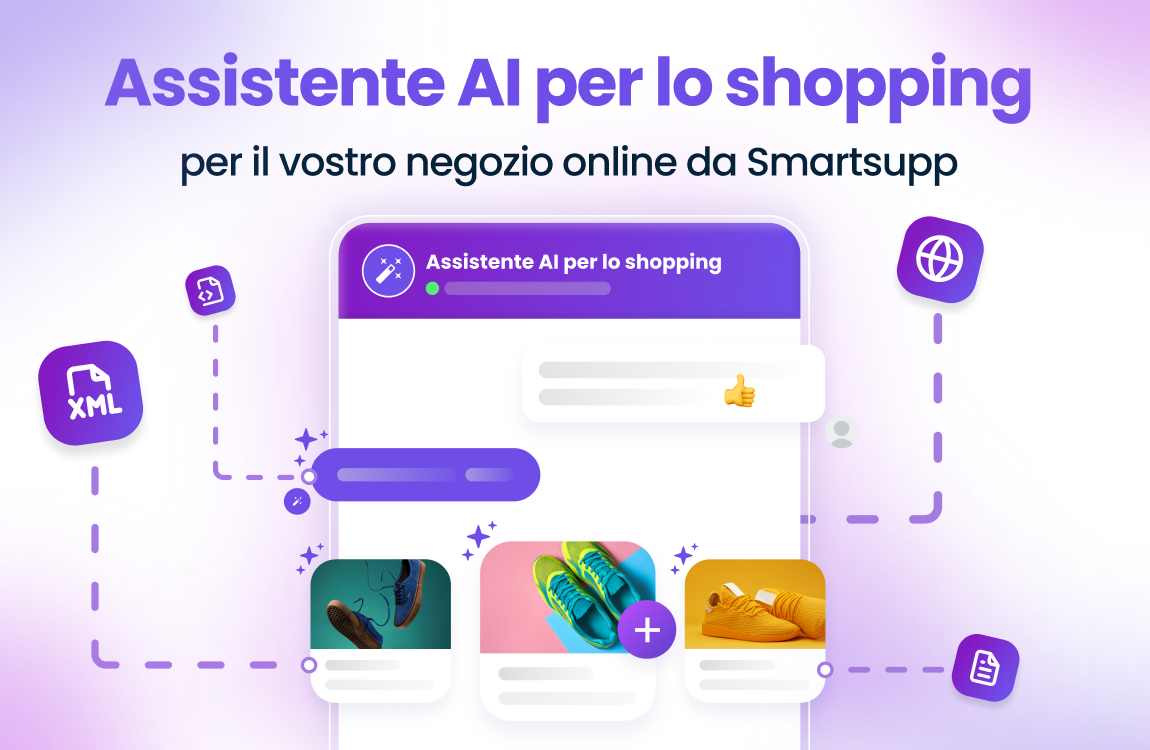 Assistente AI per lo shopping
per il vostro negozio online da Smartsupp
Assistente AI per lo shopping
XML